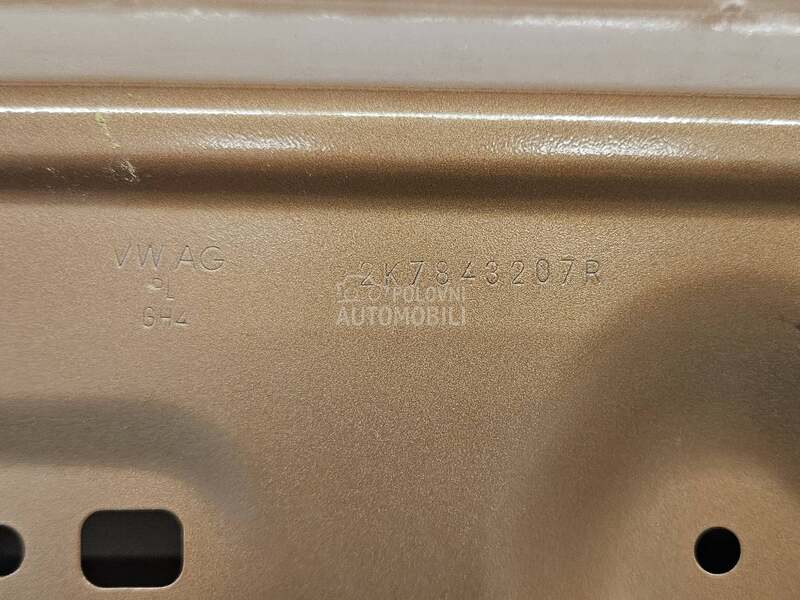 VW AG
PL
GH4
2K7843207R
POLOVNI
AUTOMOBILI